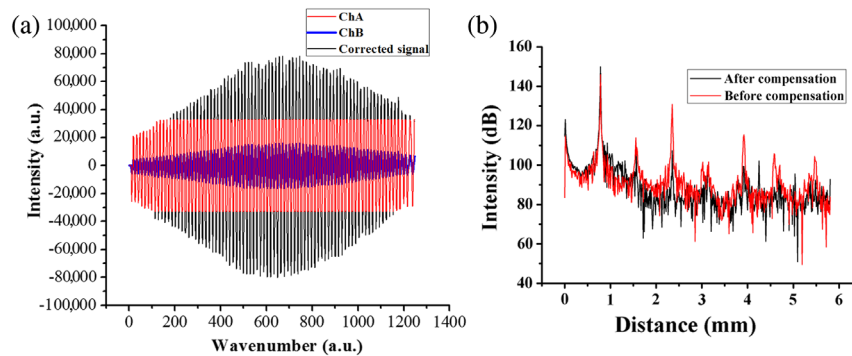 (a)
100,000
80,000
60,000
40,000
20,000
0
-20,000
-40,000
-60,000
-80,000
-100,000
Intensity (a.u.)
ChA
ChB
Corrected signal
0 200 400 600 800 1000 1200 1400
Wavenumber (a.u.)
(b)
160
140
120
100
80
60
40
Intensity (dB)
After compensation
Before compensation
0 1 2 3 4 5 6
Distance (mm)